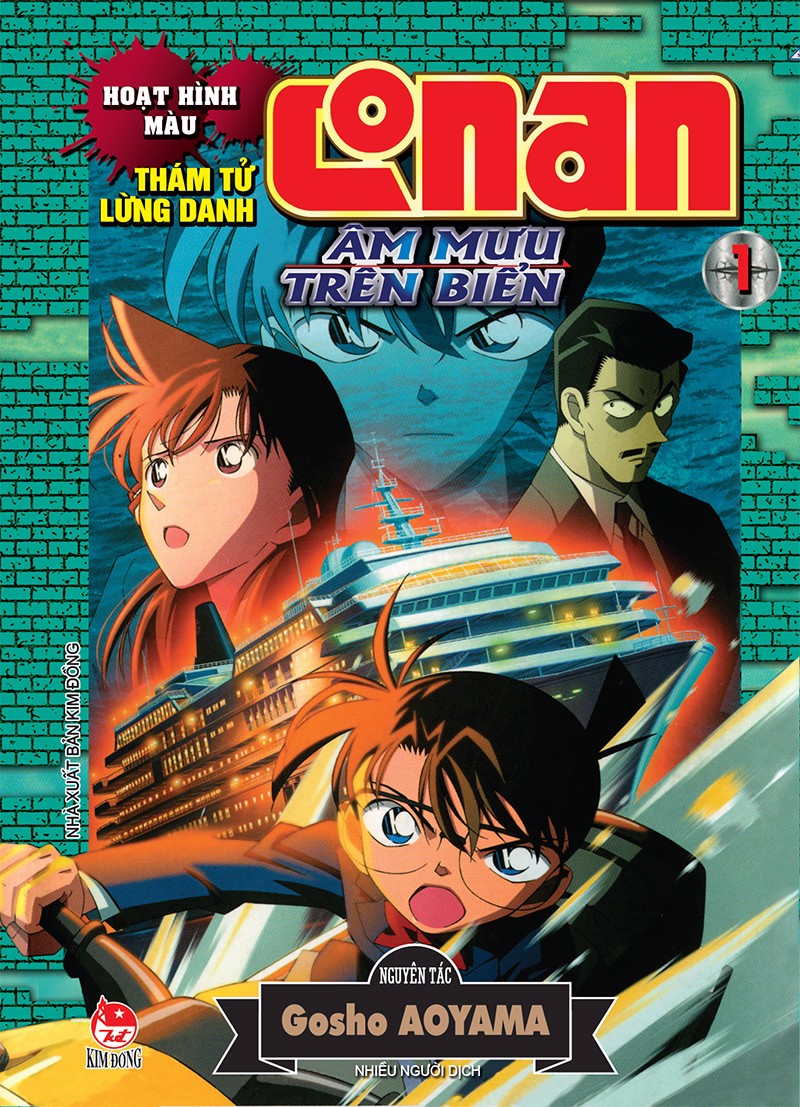 HOẠT HÌNH
MÀU
THÁM TỬ
LỪNG DANH
Conan
ÂM MƯU
TRÊN BIỂN
1
NHÀ XUẤT BẢN KIM ĐỒNG
NGUYÊN TÁC
Gosho AOYAMA
NHIỀU NGƯỜI DỊCH
KIM ĐỒNG